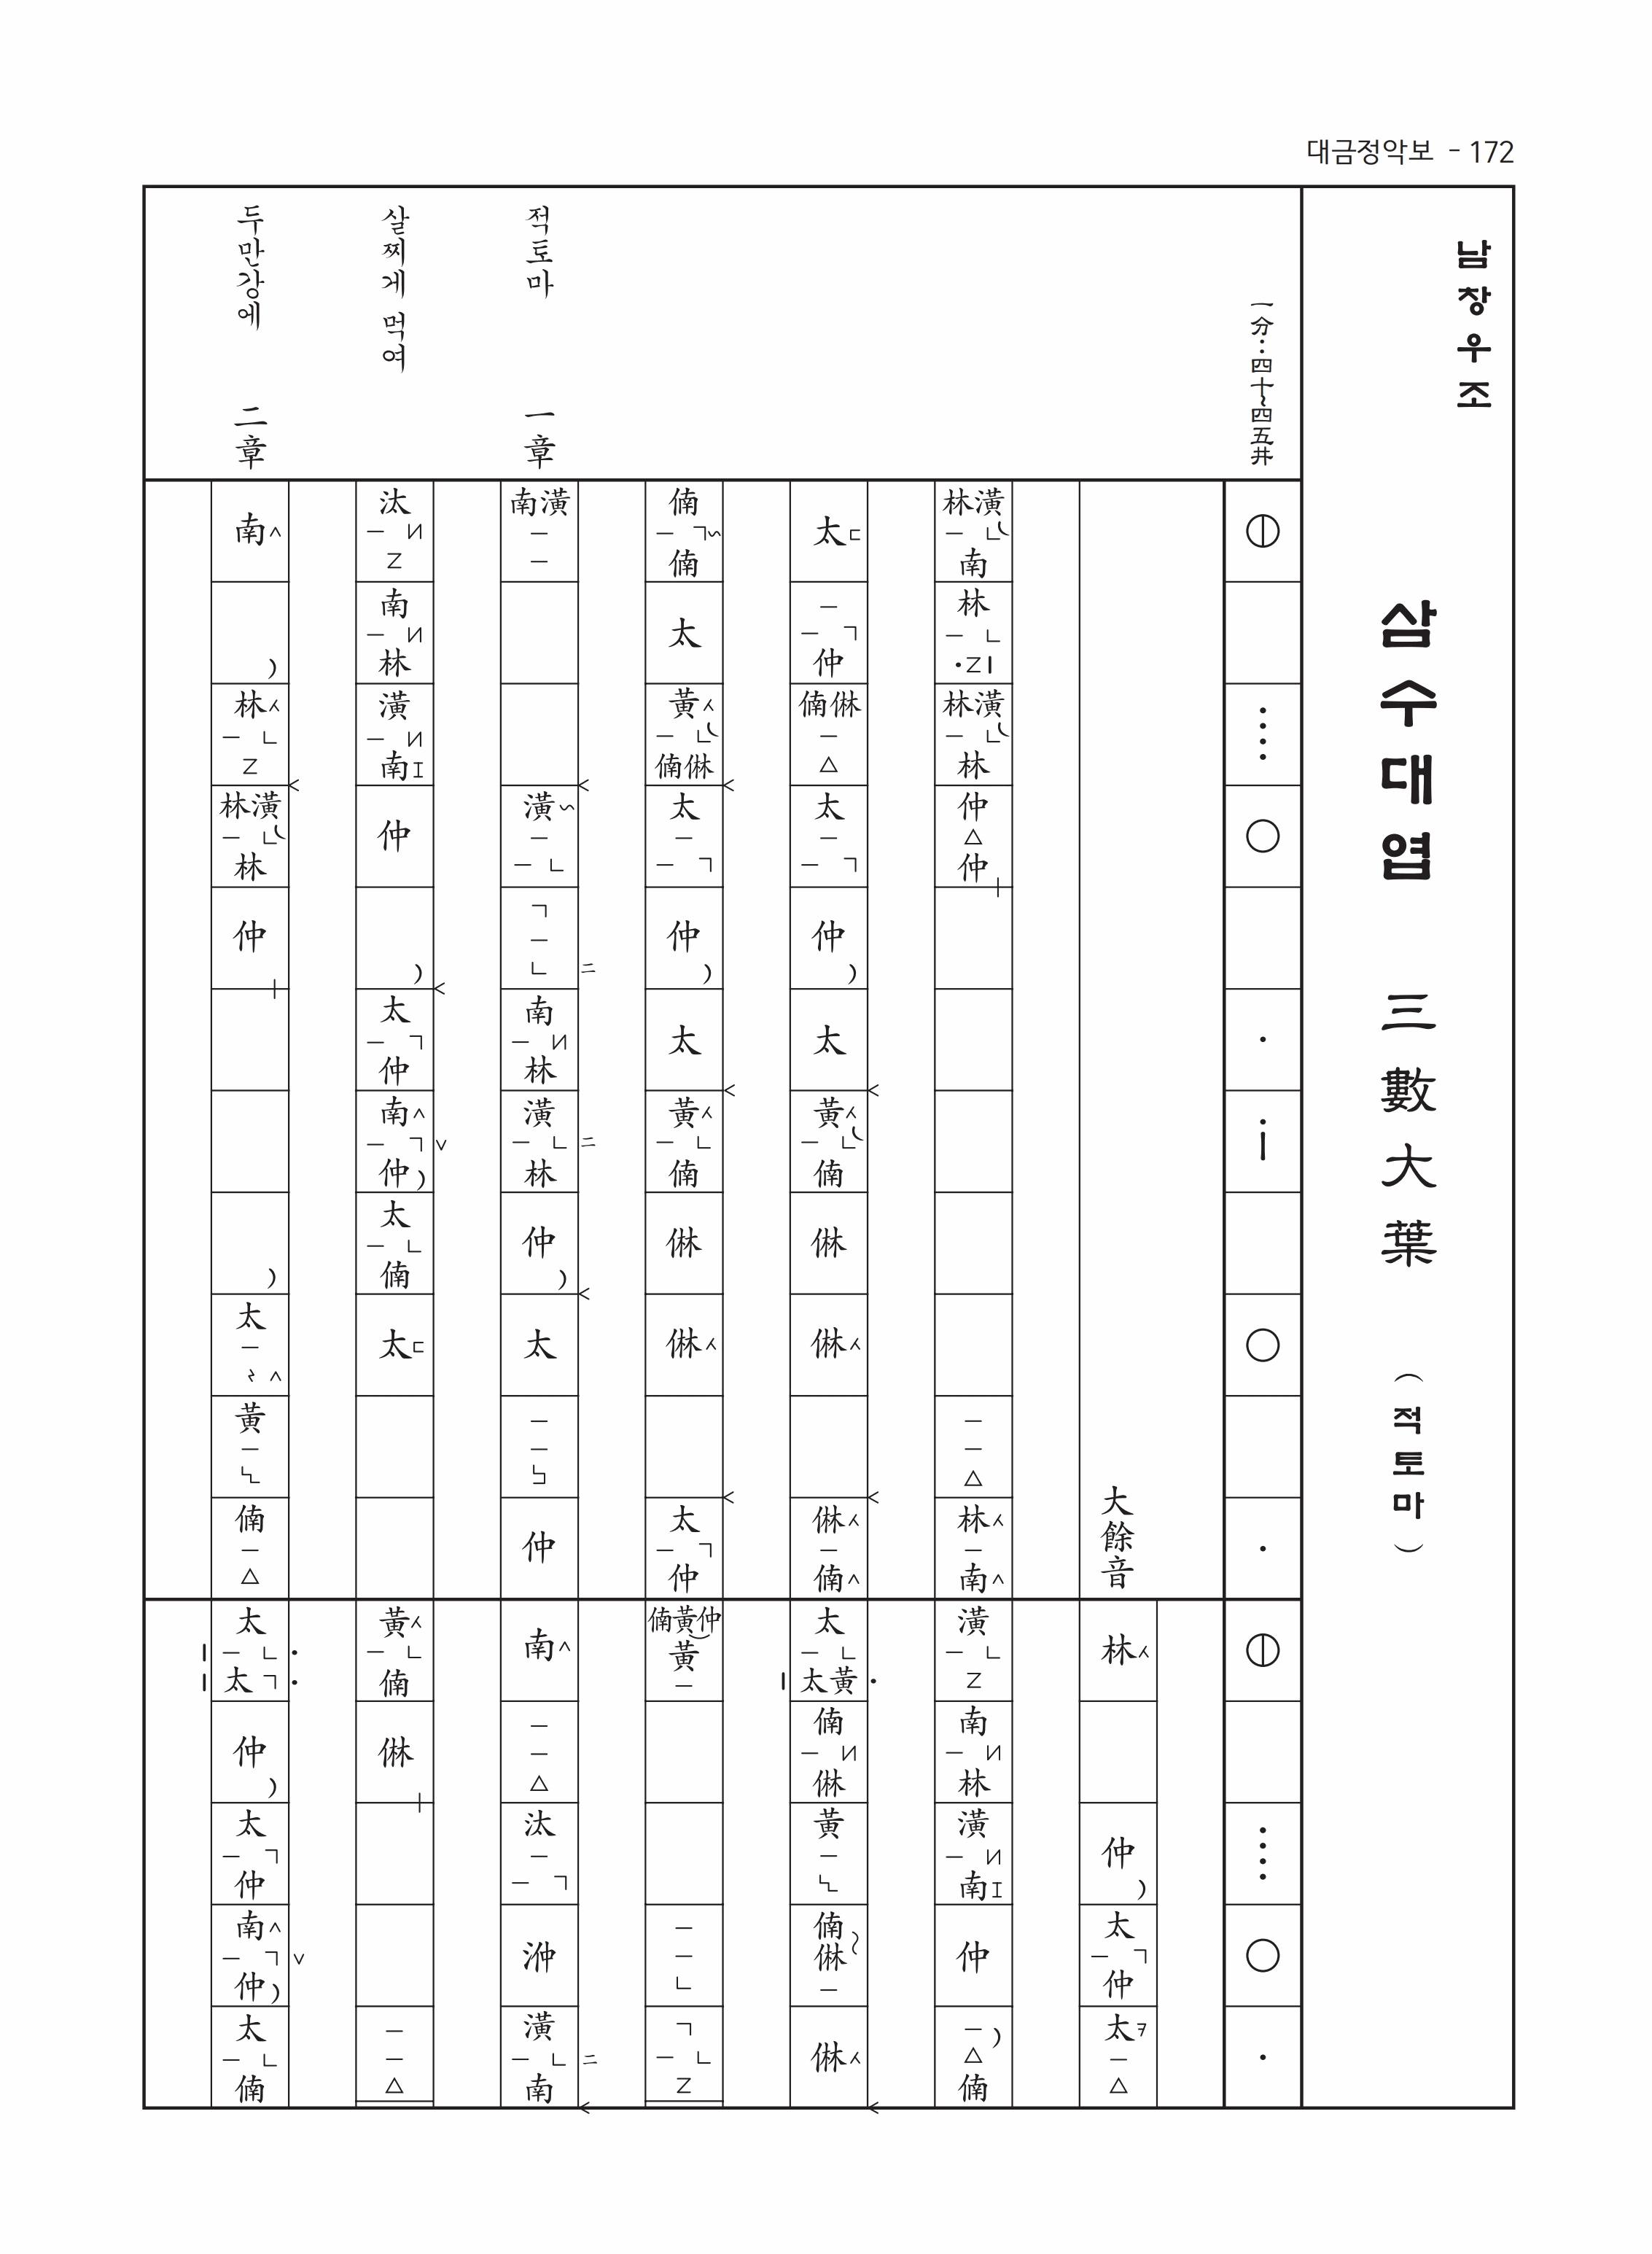 대금정악보 - 172
남창우조
삼수대엽 三數大葉 (적토마)
一分:四十~四五井
大餘音 林 仲 太 仲 太
林潢 南 林 林潢 林 仲 仲 林 南 潢 南 林 潢 南 仲 㑲
太 仲 㑲㑣 太 仲 太 黃 㑲 㑣 㑣 㑣 㑲 太 太黃 㑲 㑣 黃 㑲 㑣 㑣
㑲 㑲 太 黃 㑲㑣 太 仲 太 黃 㑲 㑣 㑣 太 仲 㑲黃仲 黃
적토마 一章
南潢 潢 南 林 潢 林 仲 太 仲 南 汰 㳞 潢 南
살찌게 먹여
汰 南 林 潢 南 仲 太 仲 南 仲 太 㑲 太 黃 㑲 㑣
두만강에 二章
南 林 林潢 林 仲 太 黃 㑲 太 太 仲 太 仲 南 仲 太 㑲